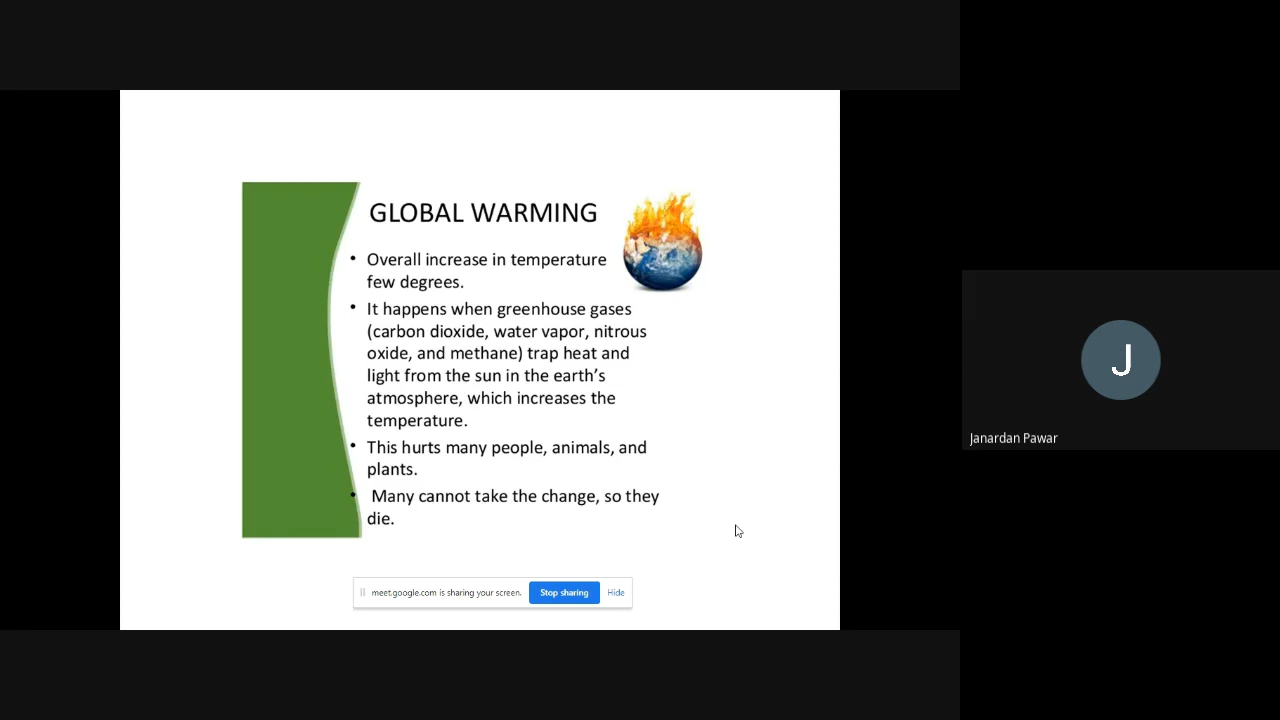 GLOBAL WARMING
• Overall increase in temperature
few degrees.
• It happens when greenhouse gases
(carbon dioxide, water vapor, nitrous
oxide, and methane) trap heat and
light from the sun in the earth’s
atmosphere, which increases the
temperature.
• This hurts many people, animals, and
plants.
• Many cannot take the change, so they
die.
meet.google.com is sharing your screen. Stop sharing Hide
J
Janardan Pawar